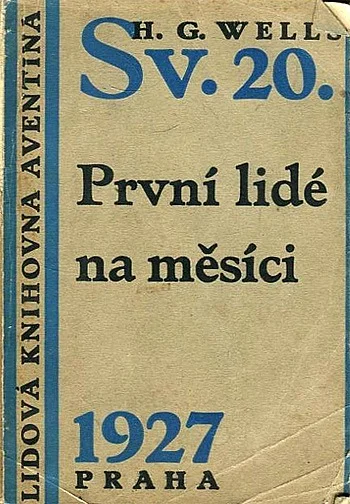 H. G. WELLS
Sv. 20.
První lidé
na měsíci
1927
PRAHA
LIDOVÁ KNIHOVNA AVENTINA